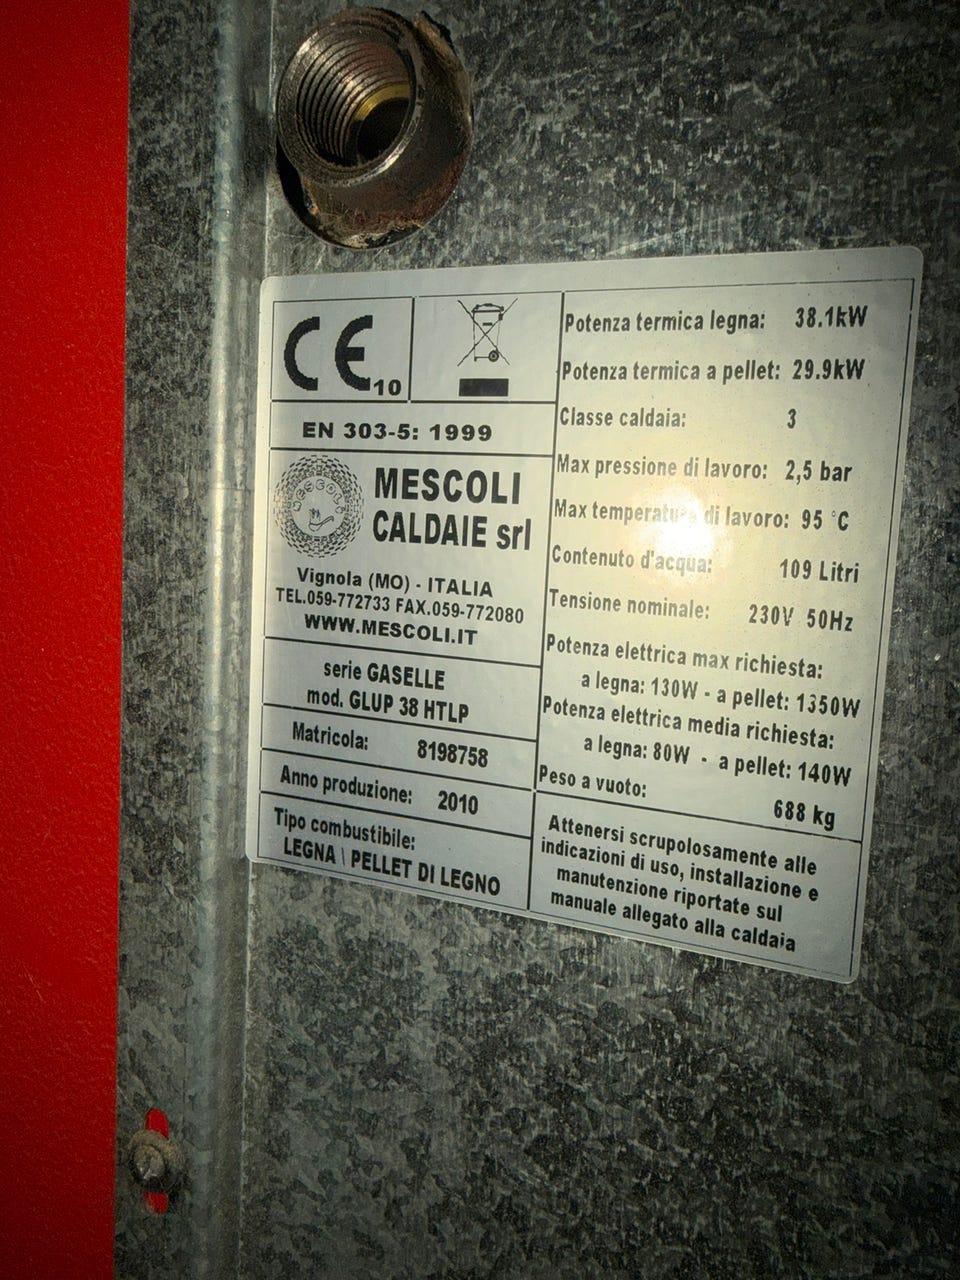 CE 10
EN 303-5: 1999
MESCOLI
MESCOLI
CALDAIE srl
Vignola (MO) - ITALIA
TEL.059-772733 FAX.059-772080
WWW.MESCOLI.IT
serie GASELLE
mod. GLUP 38 HTLP
Matricola: 8198758
Anno produzione: 2010
Tipo combustibile:
LEGNA \ PELLET DI LEGNO
Potenza termica legna: 38.1kW
Potenza termica a pellet: 29.9kW
Classe caldaia: 3
Max pressione di lavoro: 2,5 bar
Max temperatura di lavoro: 95 °C
Contenuto d'acqua: 109 Litri
Tensione nominale: 230V 50Hz
Potenza elettrica max richiesta:
a legna: 130W - a pellet: 1350W
Potenza elettrica media richiesta:
a legna: 80W - a pellet: 140W
Peso a vuoto: 688 kg
Attenersi scrupolosamente alle
indicazioni di uso, installazione e
manutenzione riportate sul
manuale allegato alla caldaia